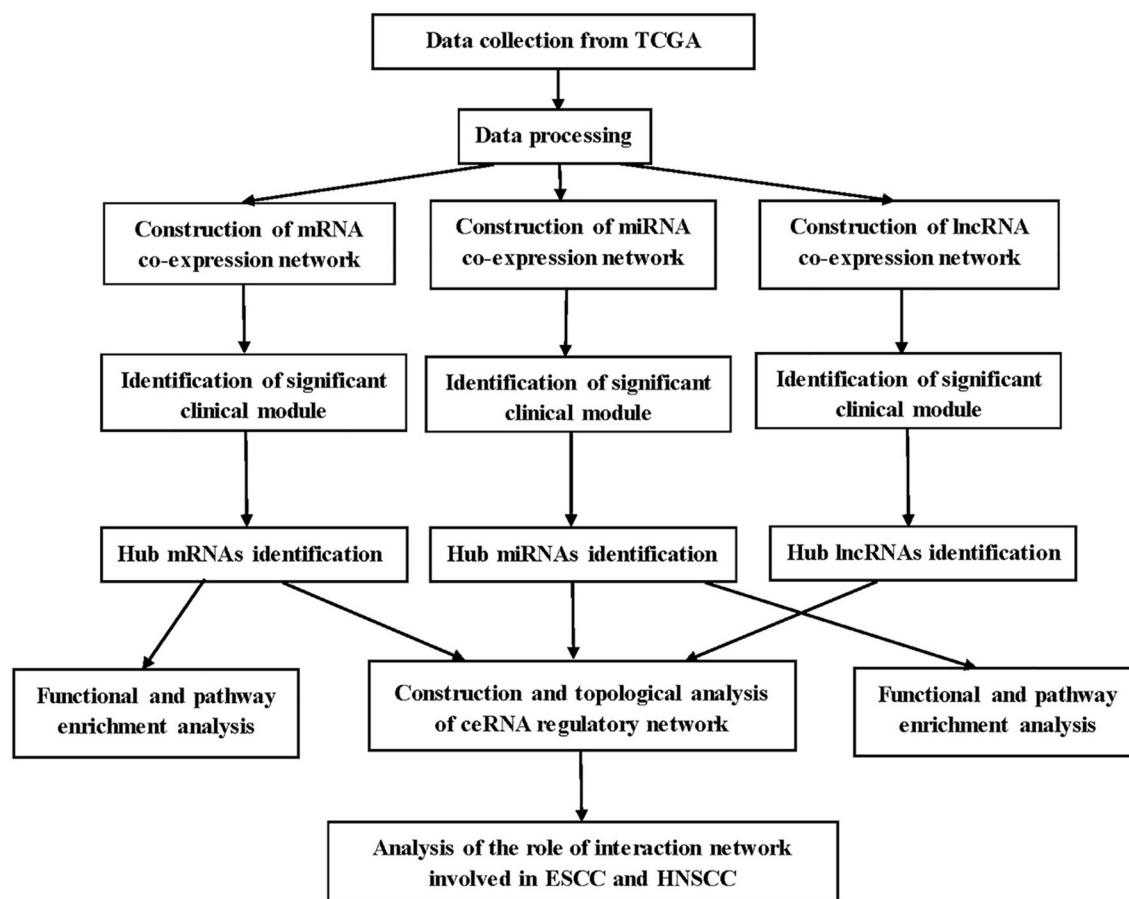 Data collection from TCGA
Data processing
Construction of mRNA
co-expression network
Construction of miRNA
co-expression network
Construction of lncRNA
co-expression network
Identification of significant
clinical module
Identification of significant
clinical module
Identification of significant
clinical module
Hub mRNAs identification
Hub miRNAs identification
Hub lncRNAs identification
Functional and pathway
enrichment analysis
Construction and topological analysis
of ceRNA regulatory network
Functional and pathway
enrichment analysis
Analysis of the role of interaction network
involved in ESCC and HNSCC